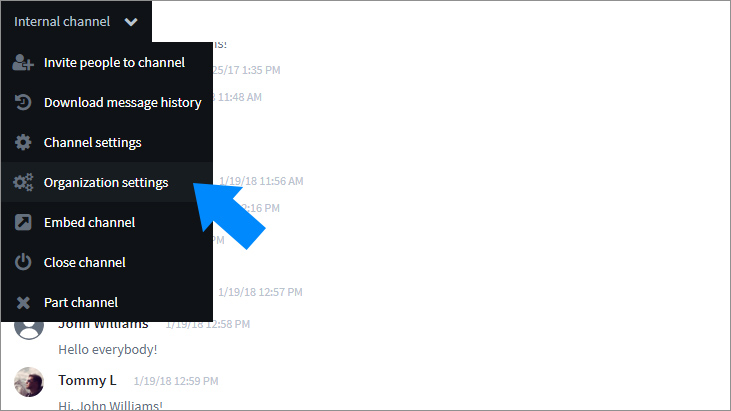 Internal channel
ns!
Invite people to channel
25/17 1:35 PM
Download message history
8 11:48 AM
Channel settings
Organization settings
1/19/18 11:56 AM
2:16 PM
Embed channel
PM
Close channel
1/19/18 12:57 PM
Part channel
John Williams 1/19/18 12:58 PM
Hello everybody!
Tommy L 1/19/18 12:59 PM
Hi, John Williams!